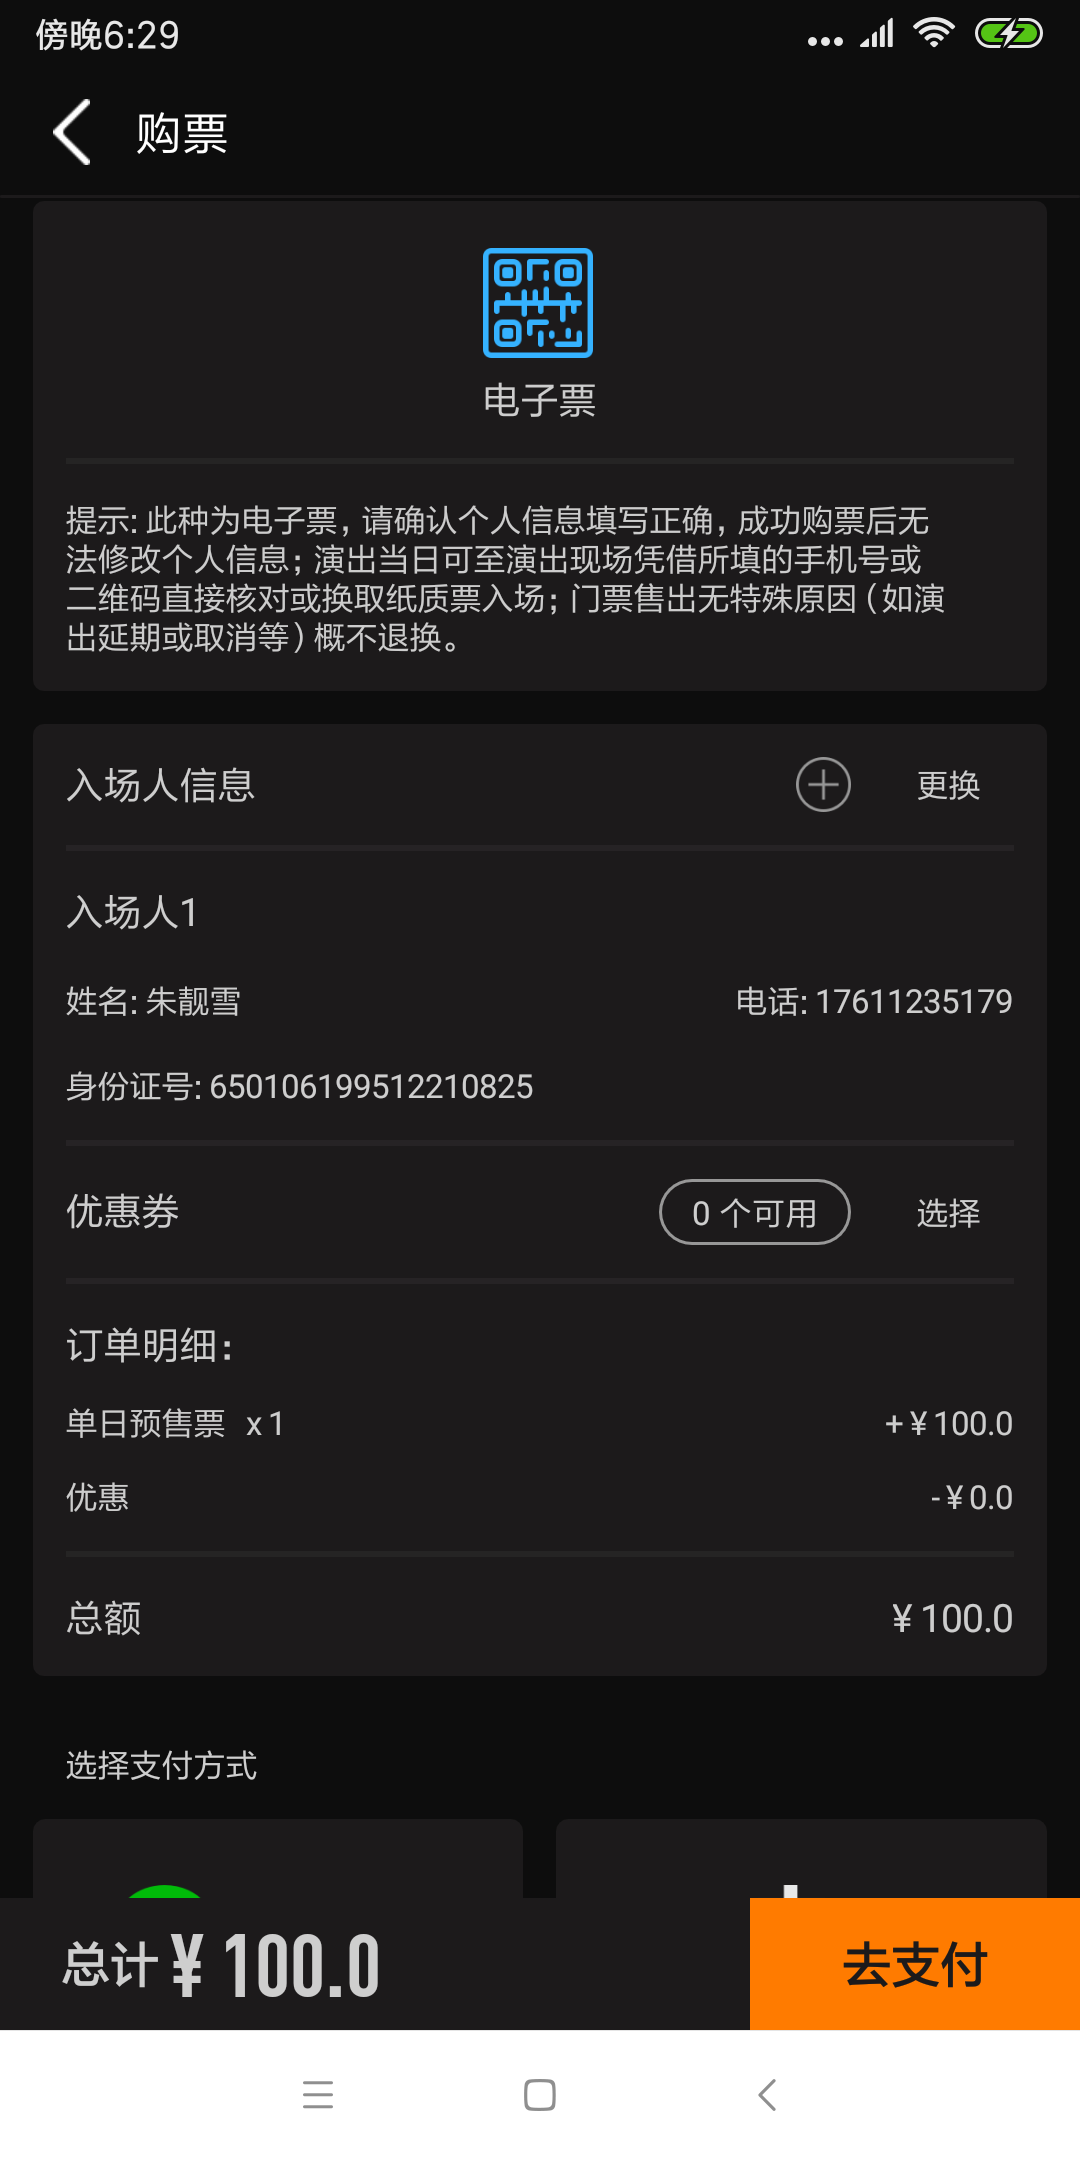 傍晚6:29
购票
电子票
提示: 此种为电子票，请确认个人信息填写正确，成功购票后无
法修改个人信息；演出当日可至演出现场凭借所填的手机号或
二维码直接核对或换取纸质票入场；门票售出无特殊原因（如演
出延期或取消等）概不退换。
入场人信息 更换
入场人1
姓名: 朱靓雪 电话: 17611235179
身份证号: 650106199512210825
优惠券 0 个可用 选择
订单明细：
单日预售票 x 1 + ¥ 100.0
优惠 - ¥ 0.0
总额 ¥ 100.0
选择支付方式
总计 ¥ 100.0 去支付